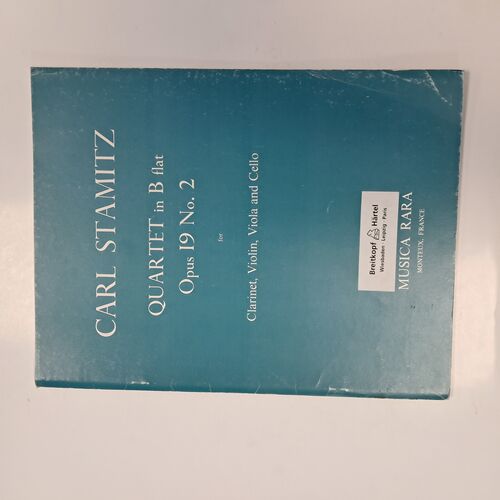 CARL STAMITZ
QUARTET in B flat
Opus 19 No. 2
for
Clarinet, Violin, Viola and Cello
Breitkopf Härtel
Wiesbaden · Leipzig · Paris
MUSICA RARA
MONTEUX, FRANCE